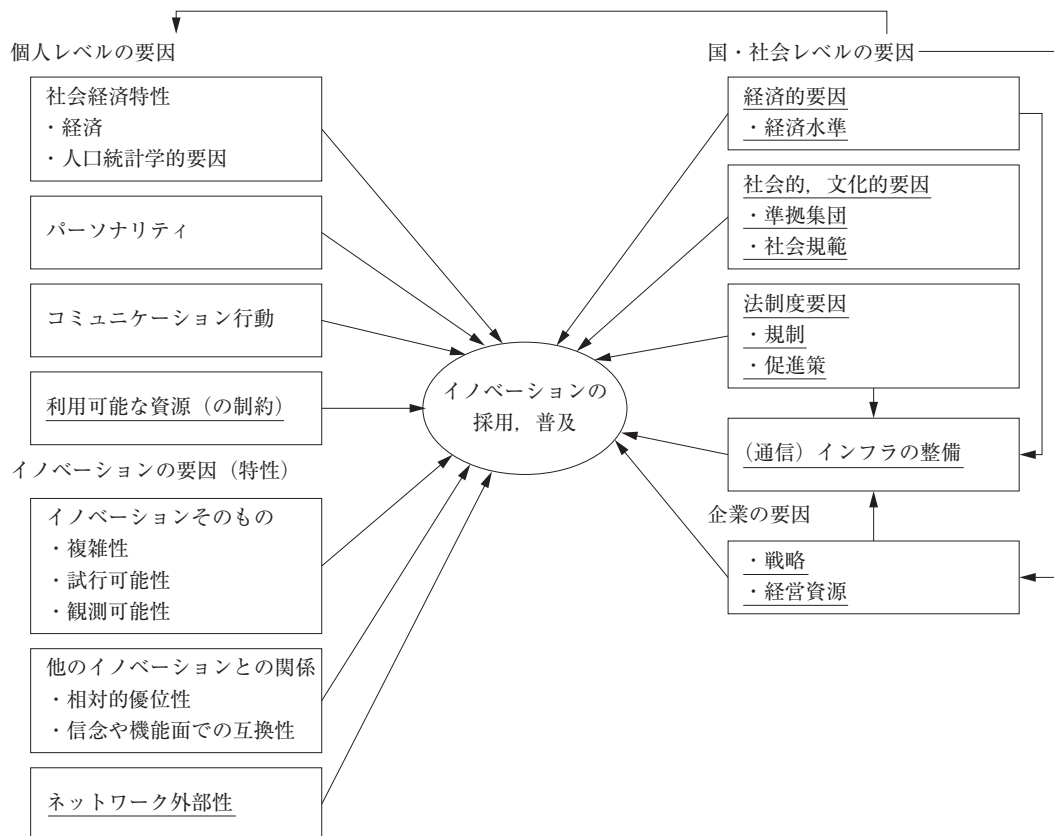 個人レベルの要因
社会経済特性
・経済
・人口統計学的要因
パーソナリティ
コミュニケーション行動
利用可能な資源(の制約)
イノベーションの要因(特性)
イノベーションそのもの
・複雑性
・試行可能性
・観測可能性
他のイノベーションとの関係
・相対的優位性
・信念や機能面での互換性
ネットワーク外部性
イノベーションの
採用，普及
国・社会レベルの要因
経済的要因
・経済水準
社会的，文化的要因
・準拠集団
・社会規範
法制度要因
・規制
・促進策
(通信)インフラの整備
企業の要因
・戦略
・経営資源